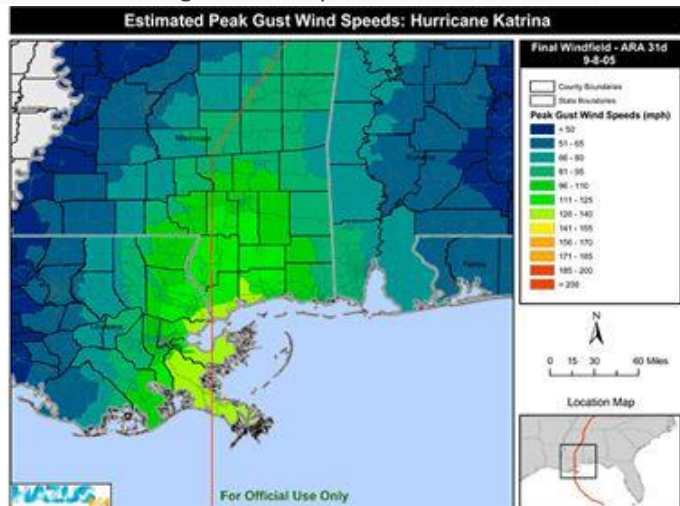 Estimated Peak Gust Wind Speeds: Hurricane Katrina
Final Windfield - ARA 31d
9-8-05
County Boundaries
State Boundaries
Peak Gust Wind Speeds (mph)
< 50
51 - 65
66 - 80
81 - 95
96 - 110
111 - 125
126 - 140
141 - 155
156 - 170
171 - 185
185 - 200
> 200
N
0 15 30 60 Miles
Location Map
HAZUS
For Official Use Only